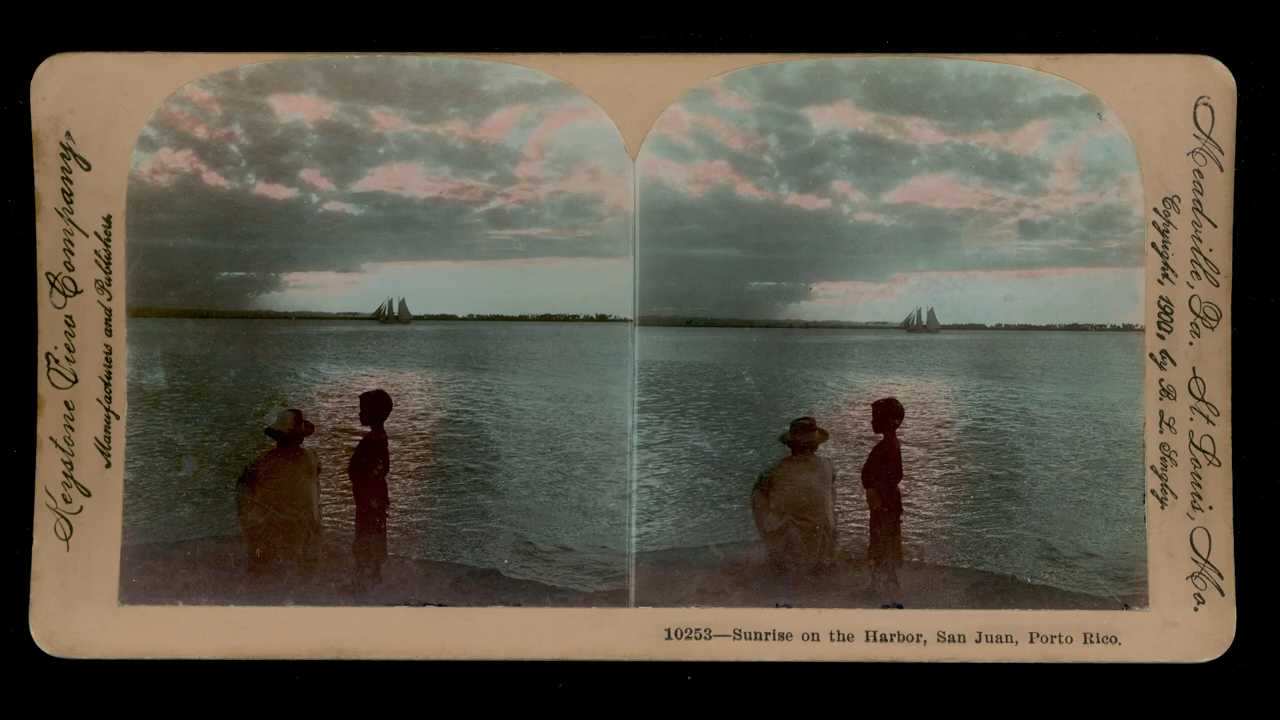 Keystone View Company,
Manufacturers and Publishers.
Meadville, Pa. St. Louis, Mo.
Copyright, 1900, by B. L. Singley.
10253—Sunrise on the Harbor, San Juan, Porto Rico.